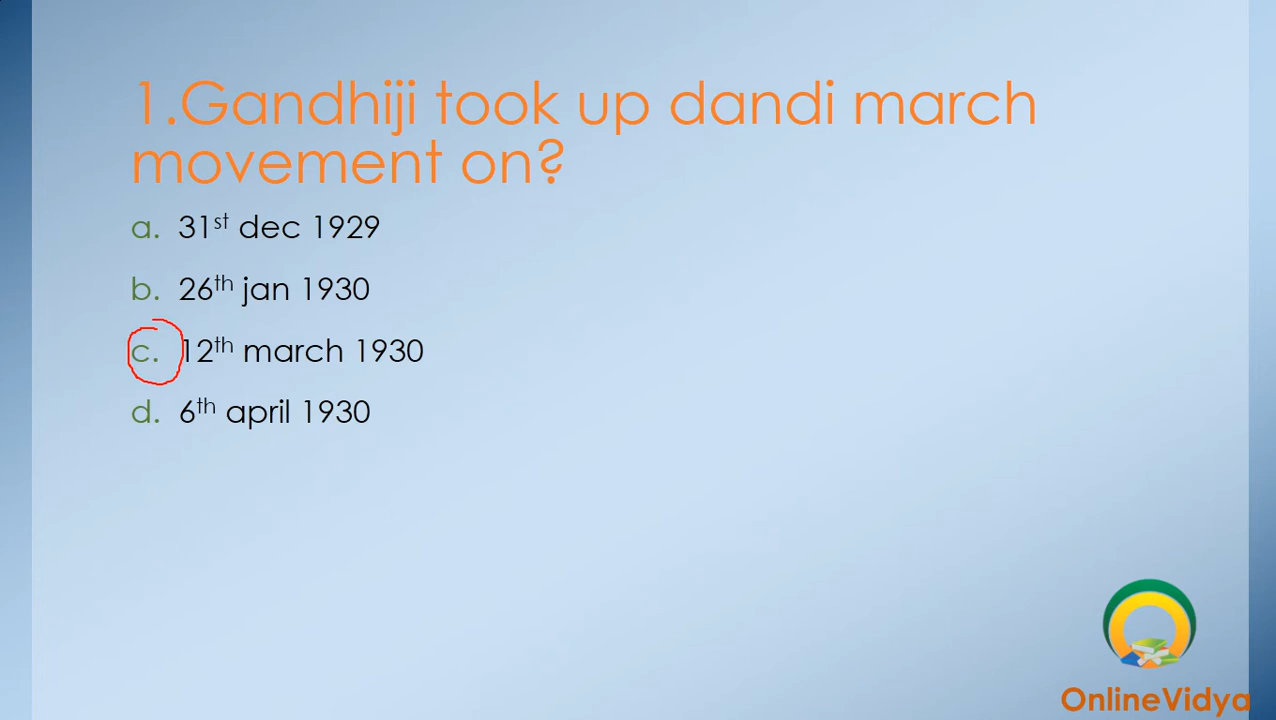 1.Gandhiji took up dandi march
movement on?
a. 31st dec 1929
b. 26th jan 1930
c. 12th march 1930
d. 6th april 1930
OnlineVidya